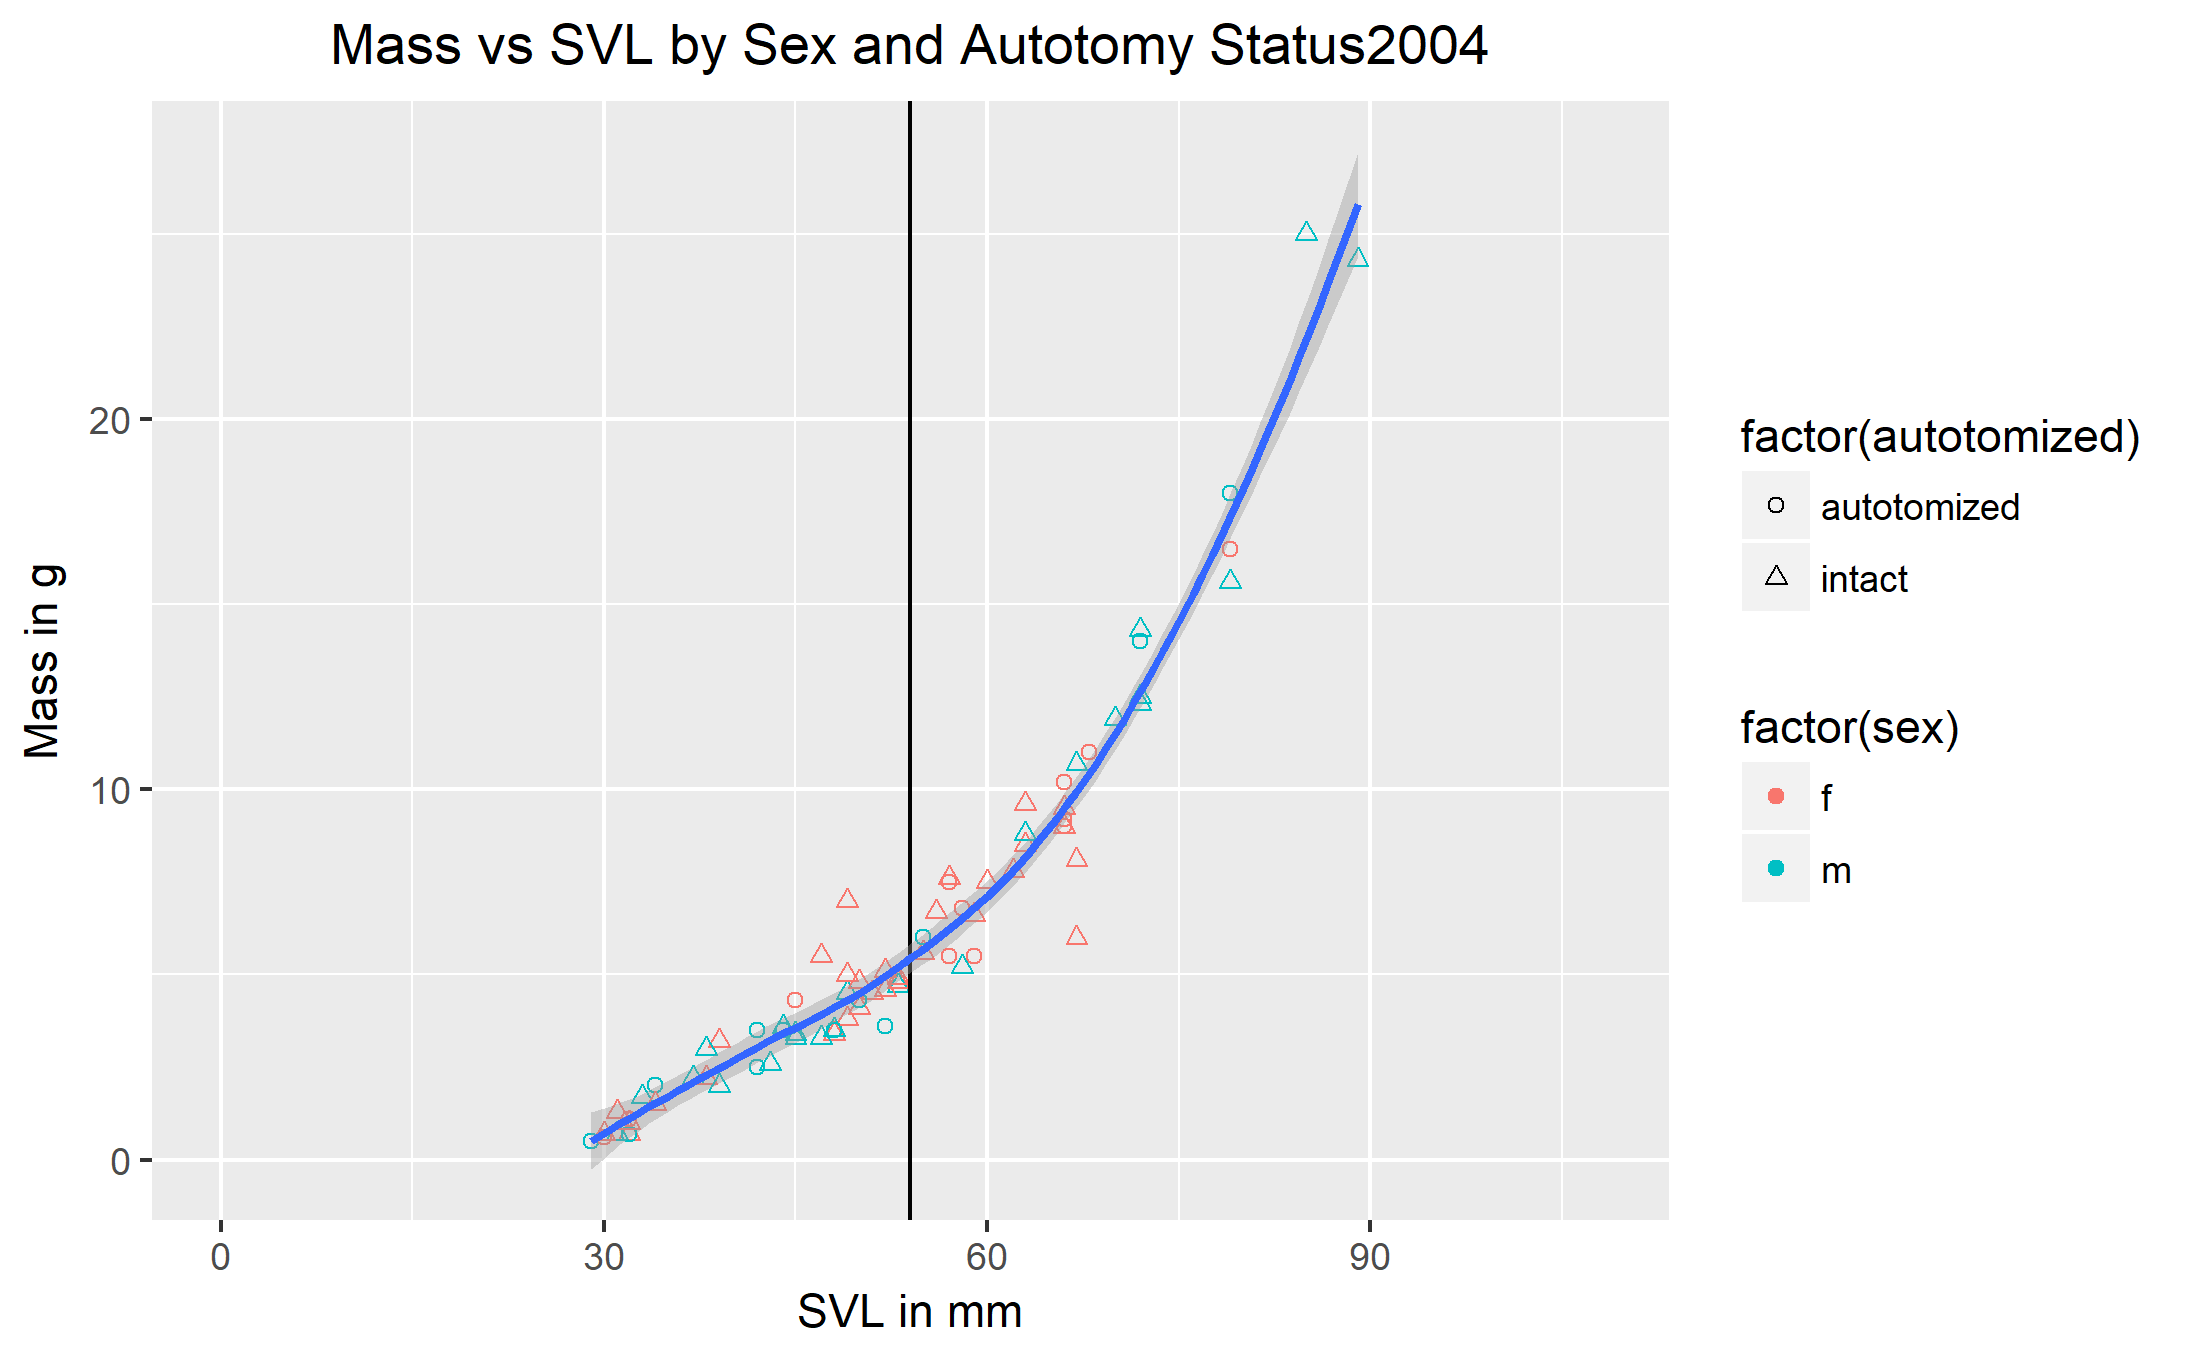 Mass vs SVL by Sex and Autotomy Status2004
Mass in g
20
10
0
0 30 60 90
SVL in mm
factor(autotomized)
autotomized
intact
factor(sex)
f
m